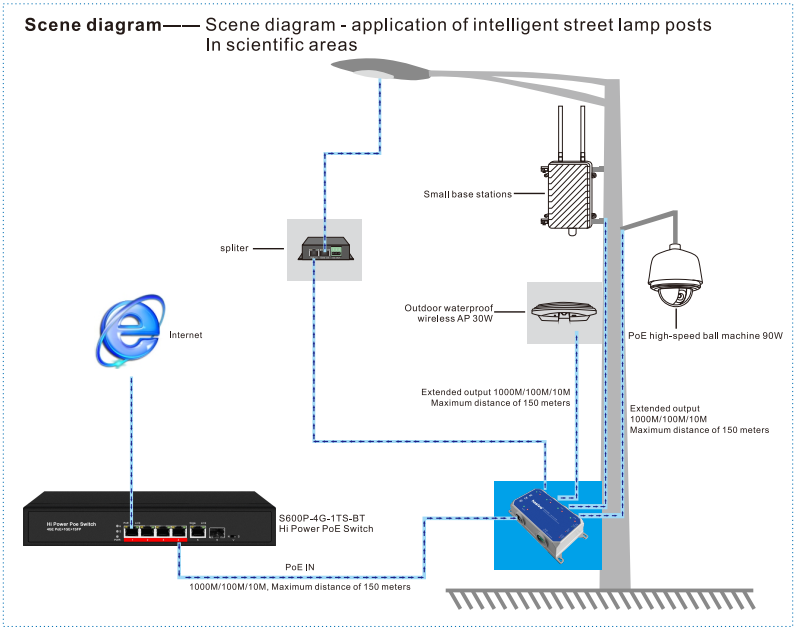 Scene diagram—— Scene diagram - application of intelligent street lamp posts
In scientific areas
Small base stations
spliter
Outdoor waterproof
wireless AP 30W
Internet
PoE high-speed ball machine 90W
Extended output 1000M/100M/10M
Maximum distance of 150 meters
Extended output
1000M/100M/10M
Maximum distance of 150 meters
Hi Power Poe Switch
S600P-4G-1TS-BT
Hi Power PoE Switch
PoE IN
1000M/100M/10M, Maximum distance of 150 meters